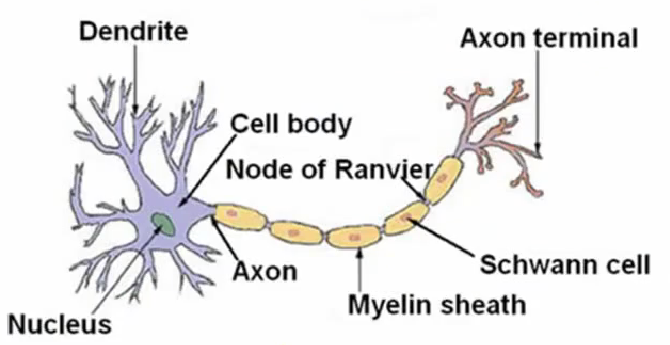 Dendrite
Axon terminal
Cell body
Node of Ranvier
Axon
Schwann cell
Myelin sheath
Nucleus